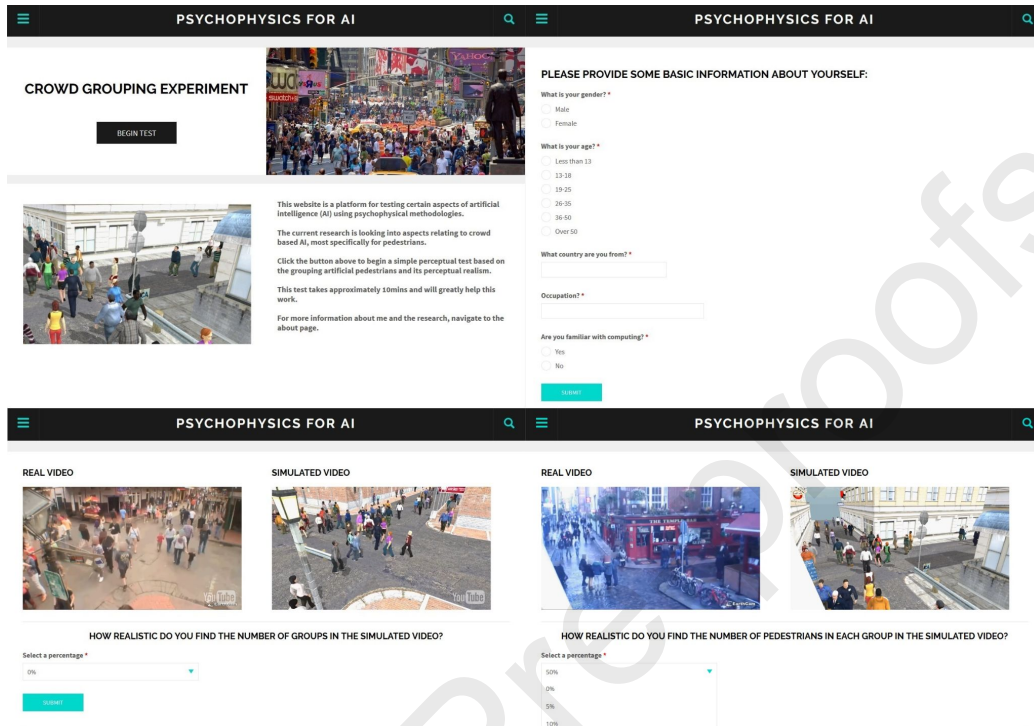 PSYCHOPHYSICS FOR AI
CROWD GROUPING EXPERIMENT
BEGIN TEST
YAHOO
swatch
This website is a platform for testing certain aspects of artificial
intelligence (AI) using psychophysical methodologies.
The current research is looking into aspects relating to crowd
based AI, most specifically for pedestrians.
Click the button above to begin a simple perceptual test based on
the grouping artificial pedestrians and its perceptual realism.
This test takes approximately 10mins and will greatly help this
work.
For more information about me and the research, navigate to the
about page.
PSYCHOPHYSICS FOR AI
PLEASE PROVIDE SOME BASIC INFORMATION ABOUT YOURSELF:
What is your gender? *
Male
Female
What is your age? *
Less than 13
13-18
19-25
26-35
36-50
Over 50
What country are you from? *
Occupation? *
Are you familiar with computing? *
Yes
No
SUBMIT
PSYCHOPHYSICS FOR AI
REAL VIDEO
SIMULATED VIDEO
YouTube
YouTube
HOW REALISTIC DO YOU FIND THE NUMBER OF GROUPS IN THE SIMULATED VIDEO?
Select a percentage *
0%
SUBMIT
PSYCHOPHYSICS FOR AI
REAL VIDEO
SIMULATED VIDEO
THE TEMPLE BAR
EarthCam
HOW REALISTIC DO YOU FIND THE NUMBER OF PEDESTRIANS IN EACH GROUP IN THE SIMULATED VIDEO?
Select a percentage *
50%
0%
5%
10%
Preproofs